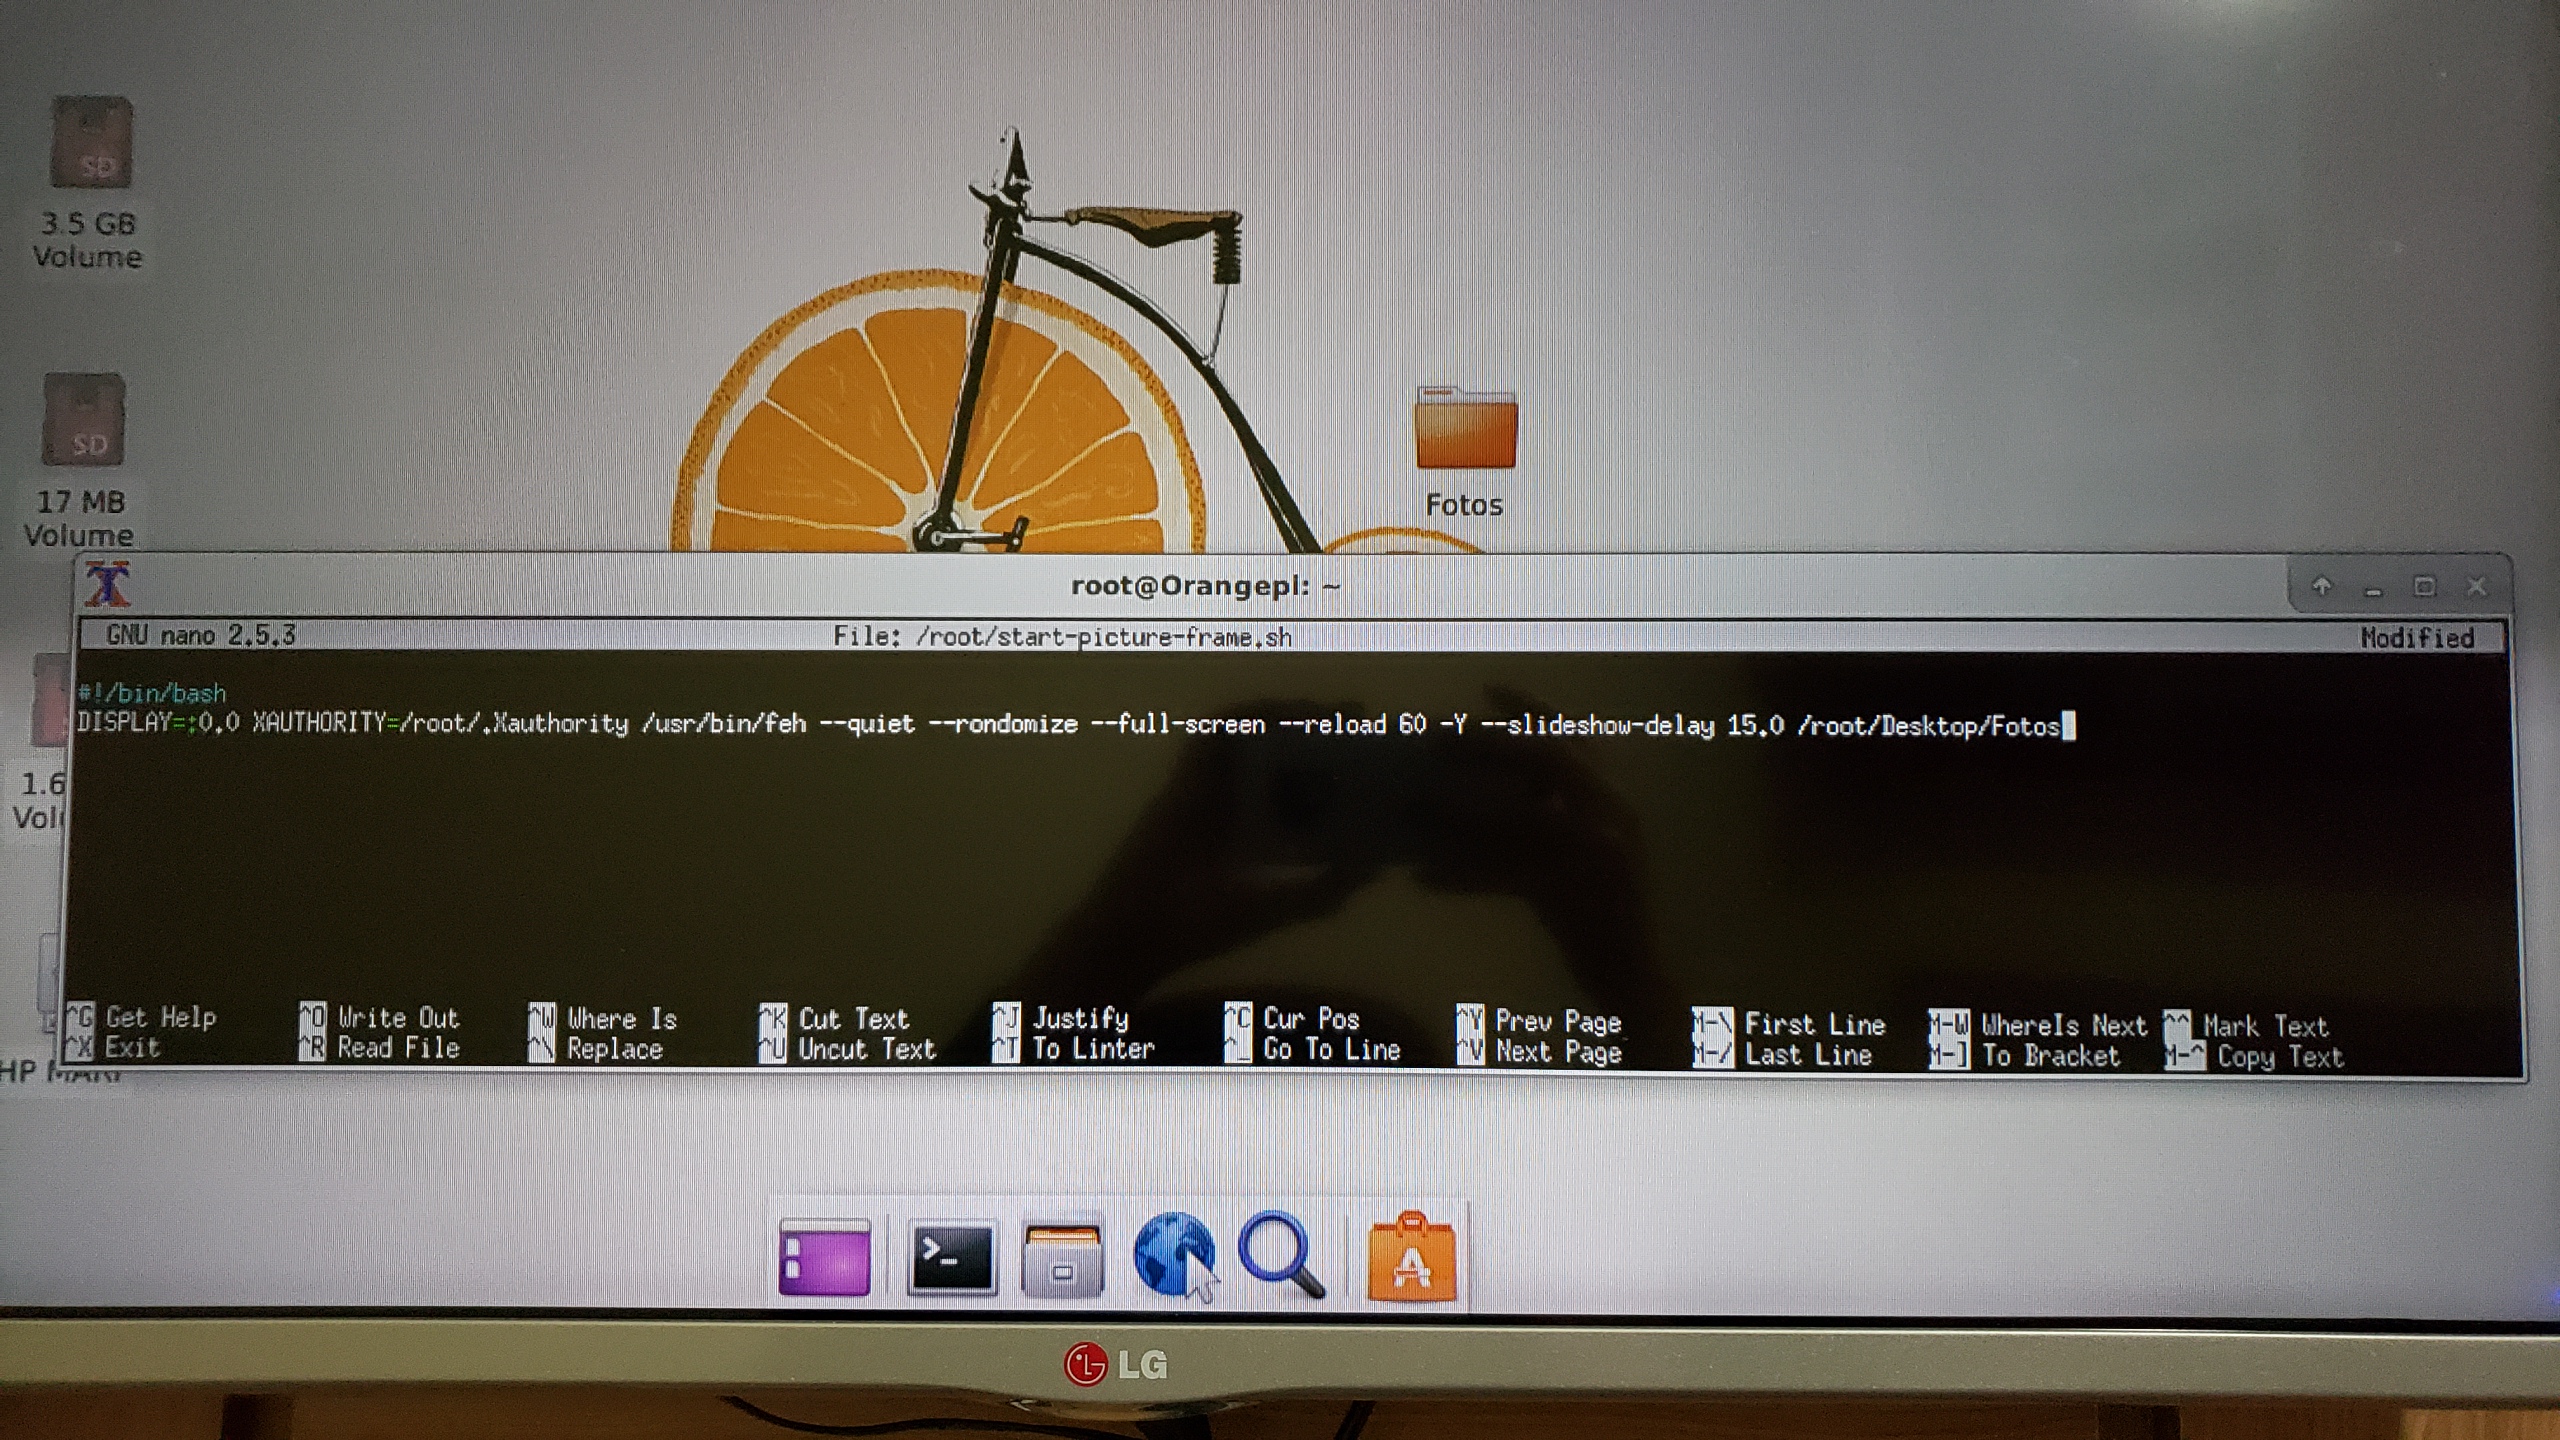 SD
3.5 GB
Volume
SD
17 MB
Volume
Fotos
root@Orangepi: ~
GNU nano 2.5.3 File: /root/start-picture-frame.sh Modified
#!/bin/bash
DISPLAY=:0.0 XAUTHORITY=/root/.Xauthority /usr/bin/feh --quiet --rondomize --full-screen --reload 60 -Y --slideshow-delay 15.0 /root/Desktop/Fotos
1.6
^G Get Help ^O Write Out ^W Where Is ^K Cut Text ^J Justify ^C Cur Pos ^Y Prev Page M-\ First Line M-W WhereIs Next ^^ Mark Text
^X Exit ^R Read File ^\ Replace ^U Uncut Text ^T To Linter ^_ Go To Line ^V Next Page M-/ Last Line M-] To Bracket M-^ Copy Text
HP
A
LG